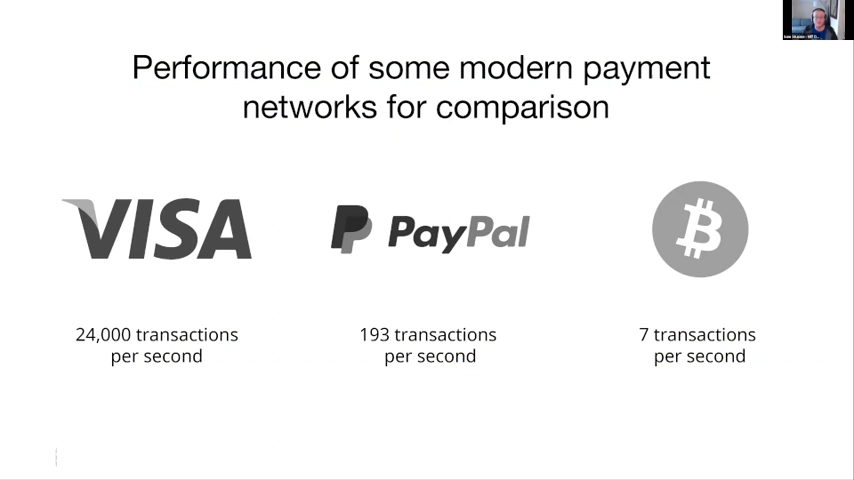 Performance of some modern payment
networks for comparison
VISA
PayPal
24,000 transactions
per second
193 transactions
per second
7 transactions
per second